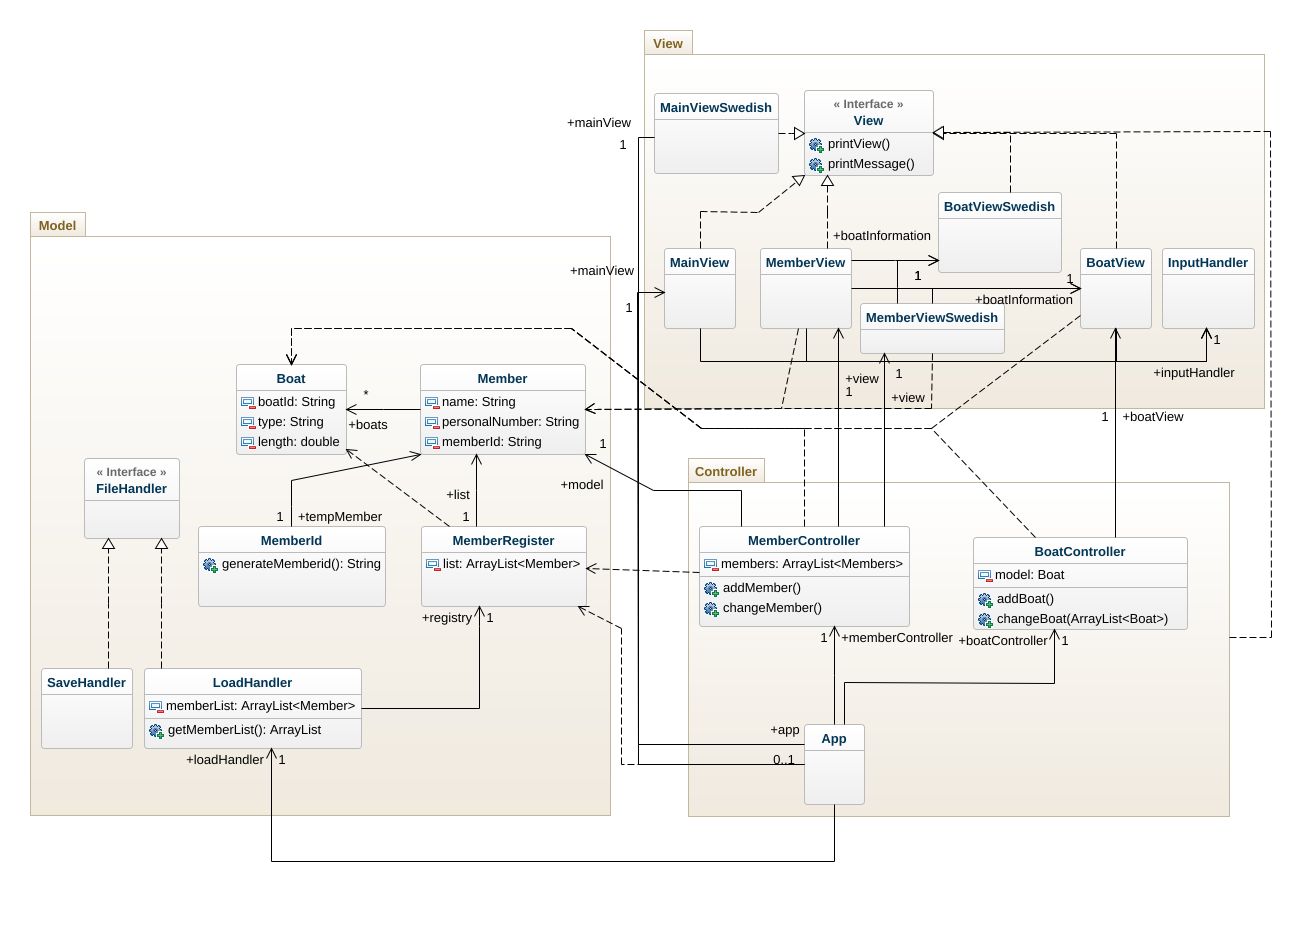 View
MainViewSwedish
« Interface »
View
printView()
printMessage()
+mainView
1
BoatViewSwedish
+boatInformation
MainView
MemberView
BoatView
InputHandler
+mainView
1
1
1
+boatInformation
MemberViewSwedish
1
+inputHandler
+view
1
1
+view
1
+boatView
Model
Boat
boatId: String
type: String
length: double
*
+boats
Member
name: String
personalNumber: String
memberId: String
1
+model
« Interface »
FileHandler
+list
1
1
+tempMember
MemberId
generateMemberid(): String
MemberRegister
list: ArrayList<Member>
+registry
1
SaveHandler
LoadHandler
memberList: ArrayList<Member>
getMemberList(): ArrayList
+loadHandler
1
Controller
MemberController
members: ArrayList<Members>
addMember()
changeMember()
BoatController
model: Boat
addBoat()
changeBoat(ArrayList<Boat>)
1
+memberController
+boatController
1
+app
0..1
App